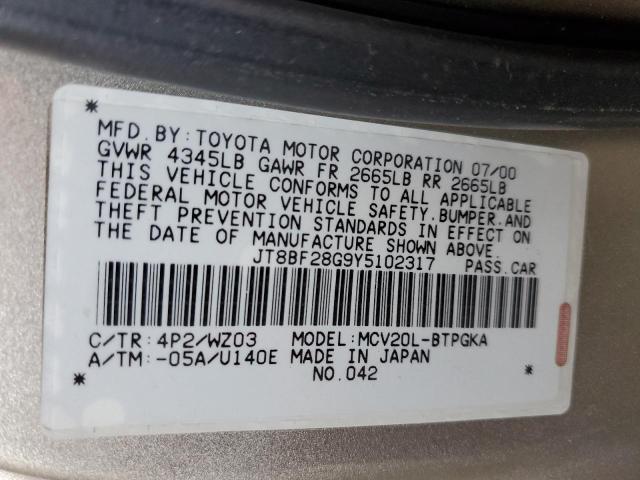 MFD.BY:TOYOTA MOTOR CORPORATION 07/00
GVWR 4345LB GAWR FR 2665LB RR 2665LB
THIS VEHICLE CONFORMS TO ALL APPLICABLE
FEDERAL MOTOR VEHICLE SAFETY,BUMPER,AND
THEFT PREVENTION STANDARDS IN EFFECT ON
THE DATE OF MANUFACTURE SHOWN ABOVE.
JT8BF28G9Y5102317 PASS.CAR
C/TR:4P2/WZ03 MODEL:MCV20L-BTPGKA
A/TM:-05A/U140E MADE IN JAPAN
NO.042